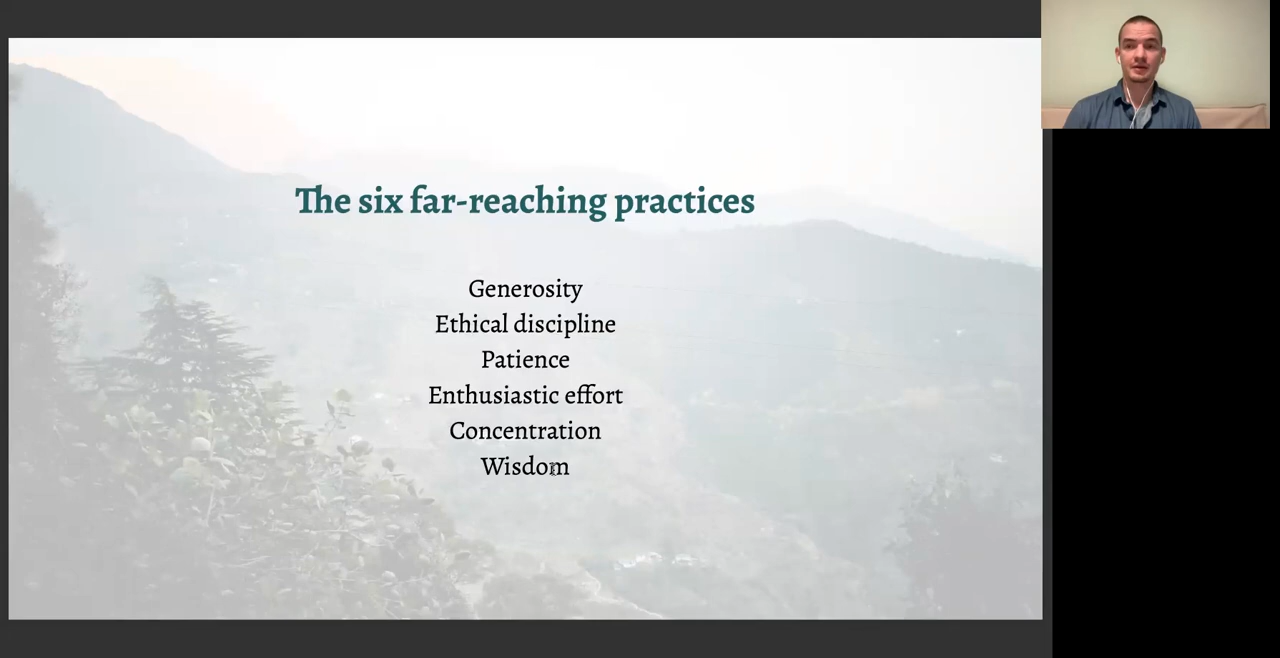 The six far-reaching practices
Generosity
Ethical discipline
Patience
Enthusiastic effort
Concentration
Wisdom